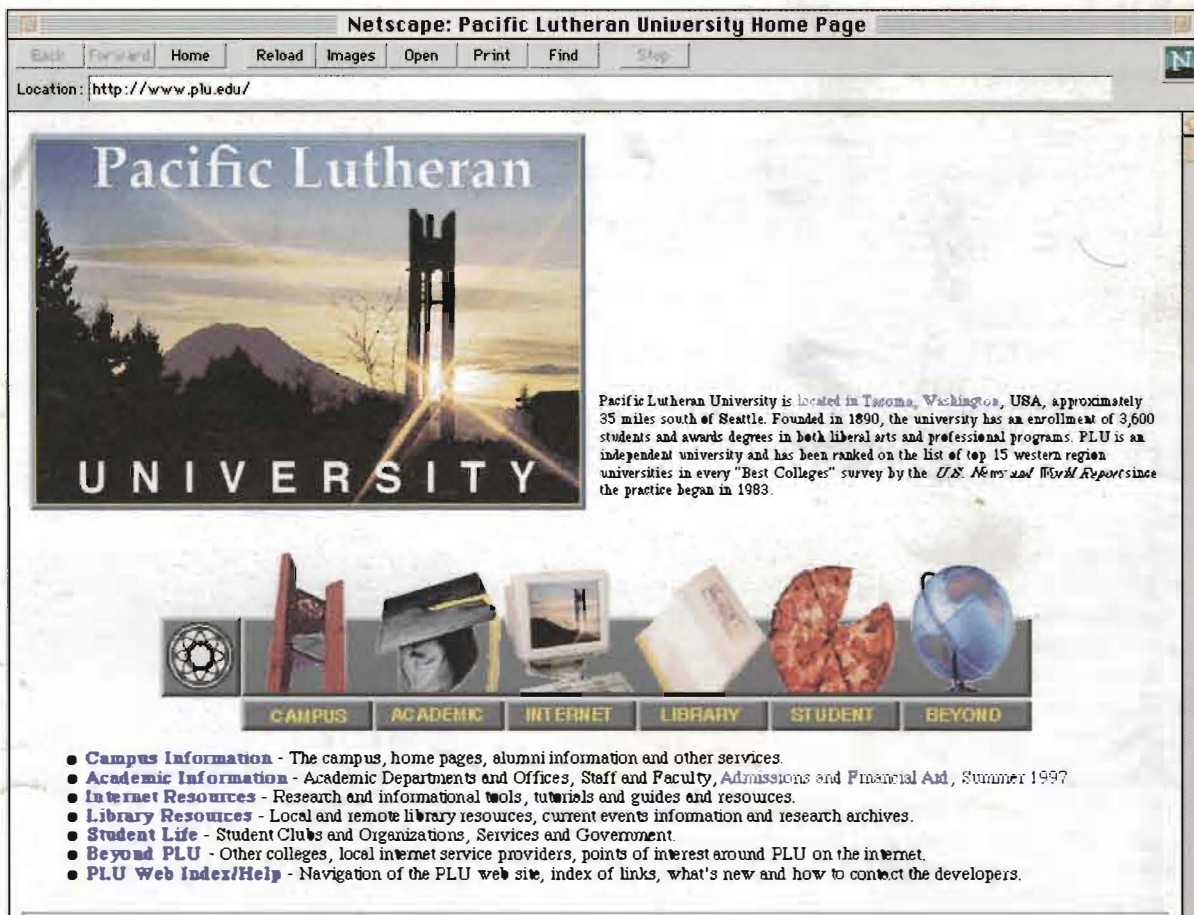 Netscape: Pacific Lutheran University Home Page
Back Forward Home Reload Images Open Print Find Stop
N
Location: http://www.plu.edu/
Pacific Lutheran
UNIVERSITY
Pacific Lutheran University is located in Tacoma, Washington, USA, approximately
35 miles south of Seattle. Founded in 1890, the university has an enrollment of 3,600
students and awards degrees in both liberal arts and professional programs. PLU is an
independent university and has been ranked on the list of top 15 western region
universities in every "Best Colleges" survey by the U.S. News and World Report since
the practice began in 1983.
CAMPUS ACADEMIC INTERNET LIBRARY STUDENT BEYOND
• Campus Information - The campus, home pages, alumni information and other services.
• Academic Information - Academic Departments and Offices, Staff and Faculty, Admissions and Financial Aid, Summer 1997
• Internet Resources - Research and informational tools, tutorials and guides and resources.
• Library Resources - Local and remote library resources, current events information and research archives.
• Student Life - Student Clubs and Organizations, Services and Government.
• Beyond PLU - Other colleges, local internet service providers, points of interest around PLU on the internet.
• PLU Web Index/Help - Navigation of the PLU web site, index of links, what's new and how to contact the developers.